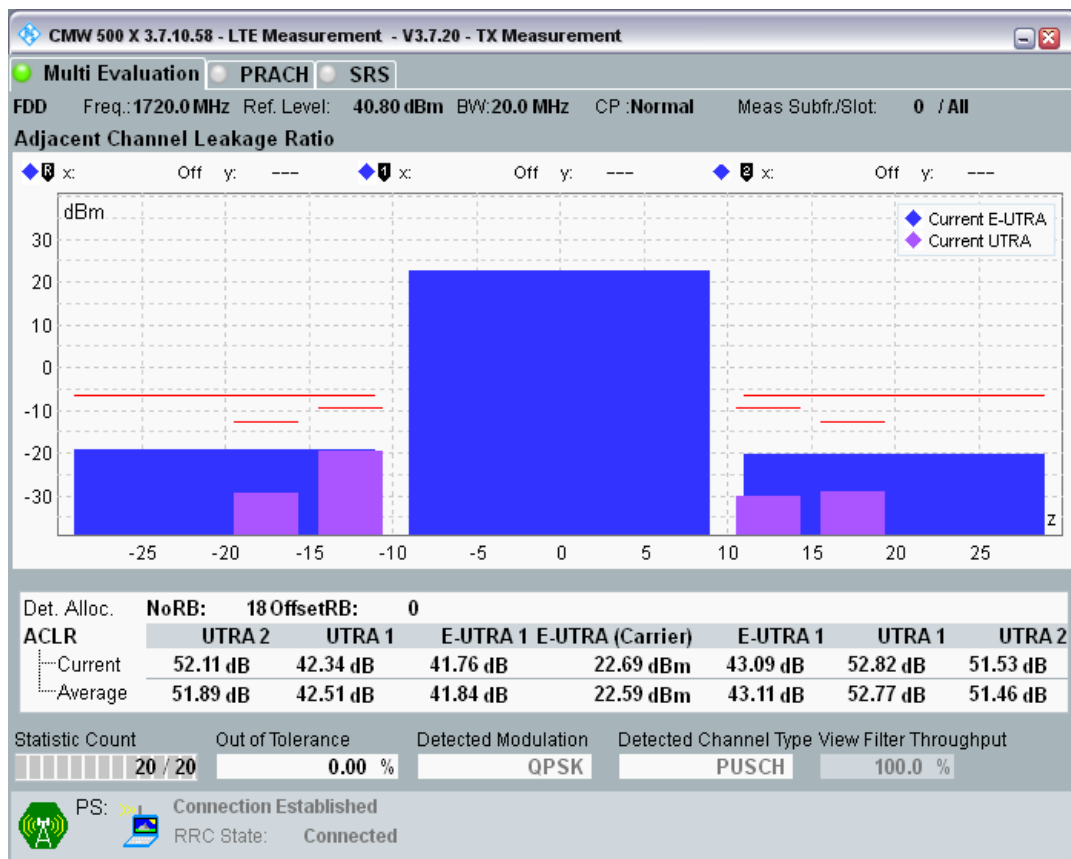 CMW 500 X 3.7.10.58 - LTE Measurement - V3.7.20 - TX Measurement
Multi Evaluation PRACH SRS
FDD Freq.:1720.0 MHz Ref. Level: 40.80 dBm BW:20.0 MHz CP :Normal Meas Subfr./Slot: 0 / All
Adjacent Channel Leakage Ratio
R x: Off y: --- 1 x: Off y: --- 2 x: Off y: ---
dBm
Current E-UTRA
Current UTRA
30
20
10
0
-10
-20
-30
z
-25 -20 -15 -10 -5 0 5 10 15 20 25
Det. Alloc. NoRB: 18 OffsetRB: 0
ACLR UTRA 2 UTRA 1 E-UTRA 1 E-UTRA (Carrier) E-UTRA 1 UTRA 1 UTRA 2
Current 52.11 dB 42.34 dB 41.76 dB 22.69 dBm 43.09 dB 52.82 dB 51.53 dB
Average 51.89 dB 42.51 dB 41.84 dB 22.59 dBm 43.11 dB 52.77 dB 51.46 dB
Statistic Count Out of Tolerance Detected Modulation Detected Channel Type View Filter Throughput
20 / 20 0.00 % QPSK PUSCH 100.0 %
PS: Connection Established
RRC State: Connected